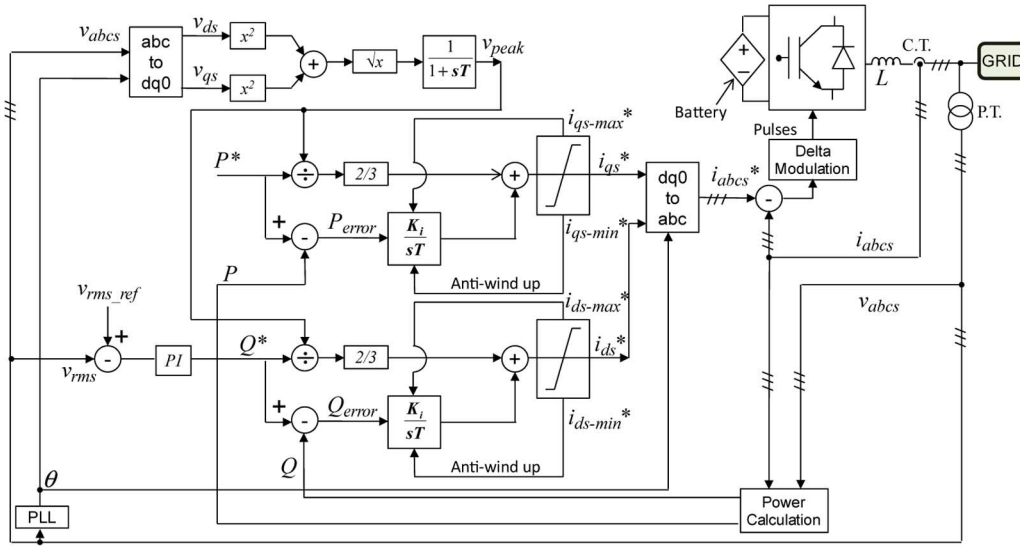 v_abcs
abc
to
dq0
v_ds
v_qs
x²
x²
+
√x
1
1 + sT
v_peak
Battery
L
C.T.
GRID
P.T.
Pulses
Delta
Modulation
P*
÷
2/3
+
i_qs-max*
i_qs*
i_qs-min*
dq0
to
abc
i_abcs*
-
i_abcs
v_abcs
+
-
P_error
K_i
sT
Anti-wind up
P
v_rms_ref
+
-
v_rms
PI
Q*
÷
2/3
+
i_ds-max*
i_ds*
i_ds-min*
+
-
Q_error
K_i
sT
Anti-wind up
Q
θ
PLL
Power
Calculation